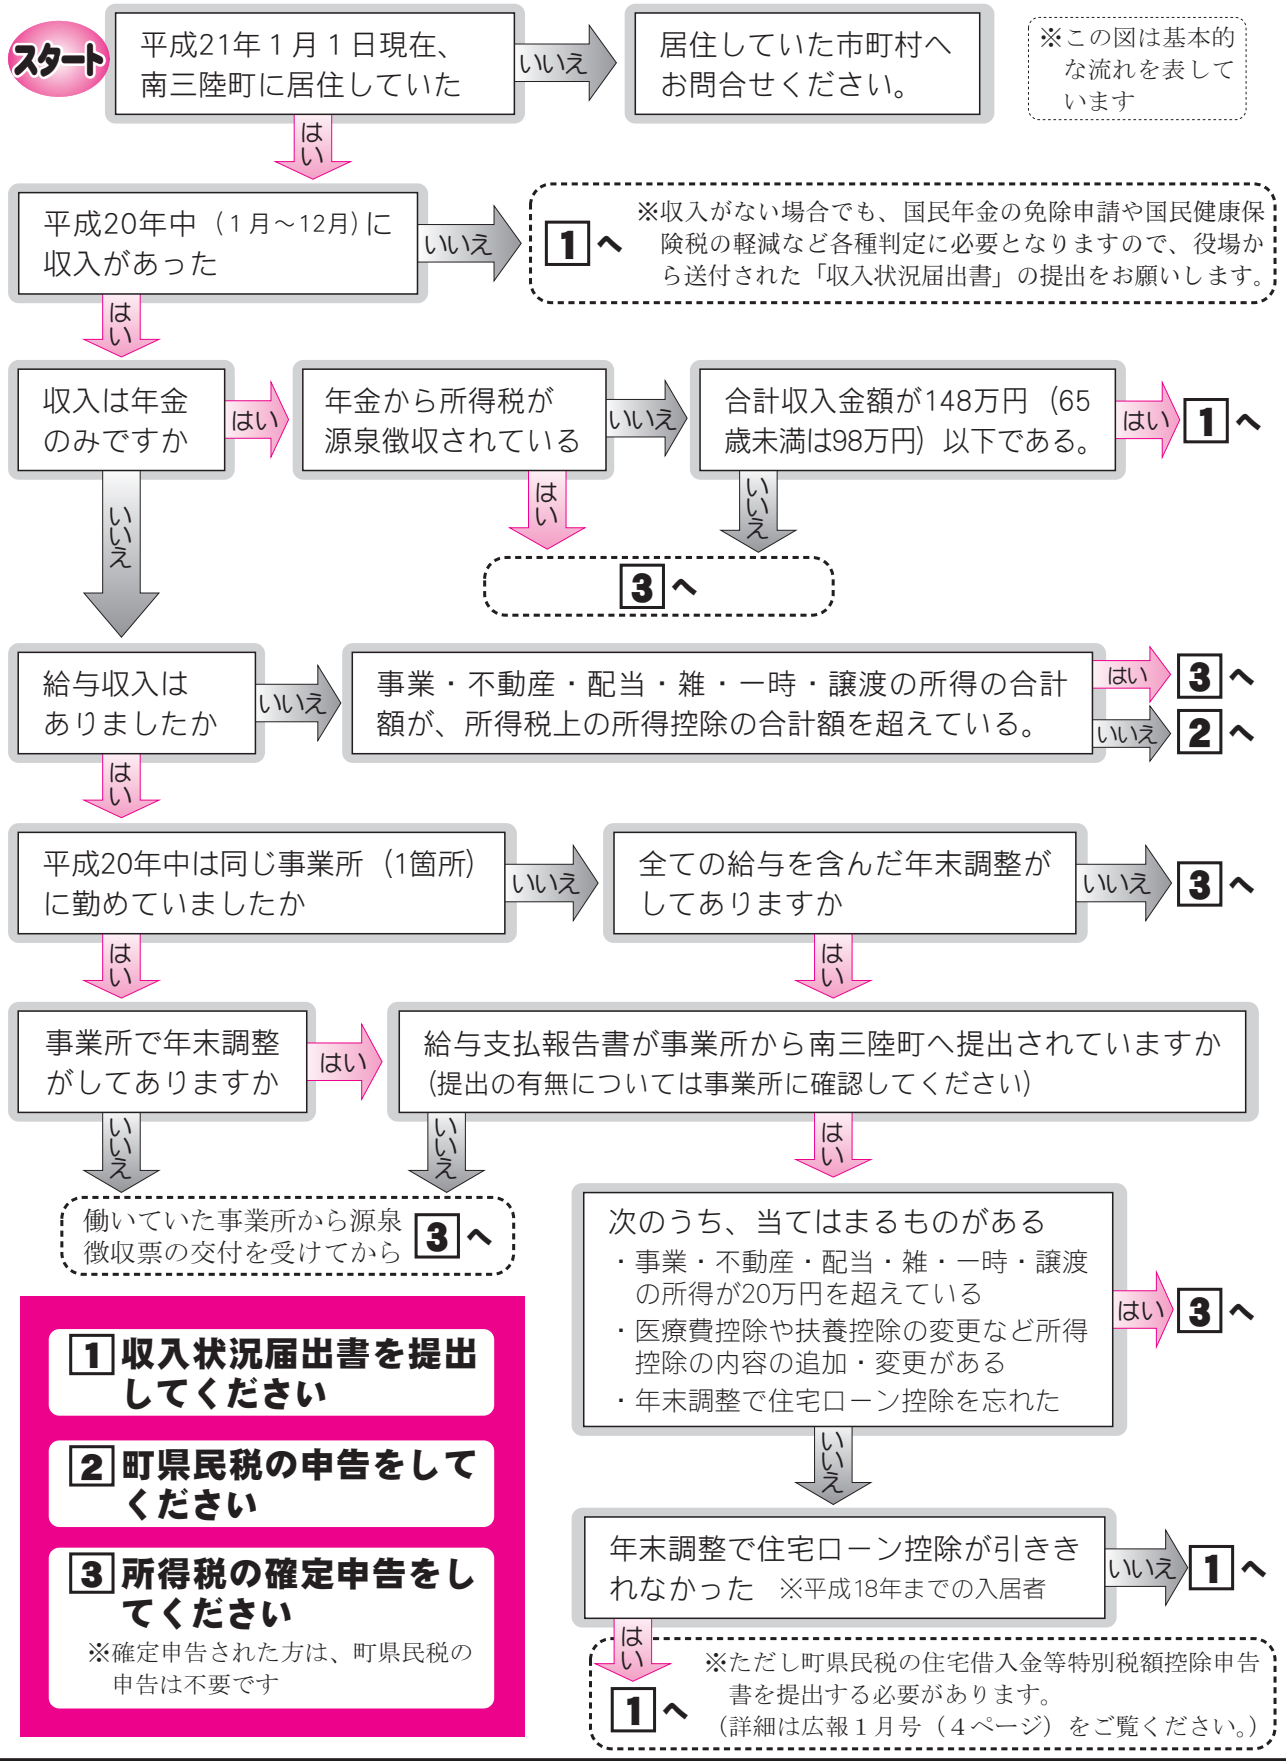 スタート
平成21年1月1日現在、
南三陸町に居住していた
いいえ
居住していた市町村へ
お問合せください。
※この図は基本的
な流れを表して
います
はい
平成20年中（1月～12月）に
収入があった
いいえ
1へ
※収入がない場合でも、国民年金の免除申請や国民健康保
険税の軽減など各種判定に必要となりますので、役場か
ら送付された「収入状況届出書」の提出をお願いします。
はい
収入は年金
のみですか
はい
年金から所得税が
源泉徴収されている
いいえ
合計収入金額が148万円（65
歳未満は98万円）以下である。
はい
1へ
いいえ
はい
いいえ
3へ
給与収入は
ありましたか
いいえ
事業・不動産・配当・雑・一時・譲渡の所得の合計
額が、所得税上の所得控除の合計額を超えている。
はい
3へ
いいえ
2へ
はい
平成20年中は同じ事業所（1箇所）
に勤めていましたか
いいえ
全ての給与を含んだ年末調整が
してありますか
いいえ
3へ
はい
はい
事業所で年末調整
がしてありますか
はい
給与支払報告書が事業所から南三陸町へ提出されていますか
（提出の有無については事業所に確認してください）
いいえ
いいえ
はい
働いていた事業所から源泉
徴収票の交付を受けてから
3へ
次のうち、当てはまるものがある
・事業・不動産・配当・雑・一時・譲渡
の所得が20万円を超えている
・医療費控除や扶養控除の変更など所得
控除の内容の追加・変更がある
・年末調整で住宅ローン控除を忘れた
はい
3へ
いいえ
年末調整で住宅ローン控除が引きき
れなかった ※平成18年までの入居者
いいえ
1へ
はい
1へ
※ただし町県民税の住宅借入金等特別税額控除申告
書を提出する必要があります。
（詳細は広報1月号（4ページ）をご覧ください。）
1 収入状況届出書を提出
してください
2 町県民税の申告をして
ください
3 所得税の確定申告をし
てください
※確定申告された方は、町県民税の
申告は不要です